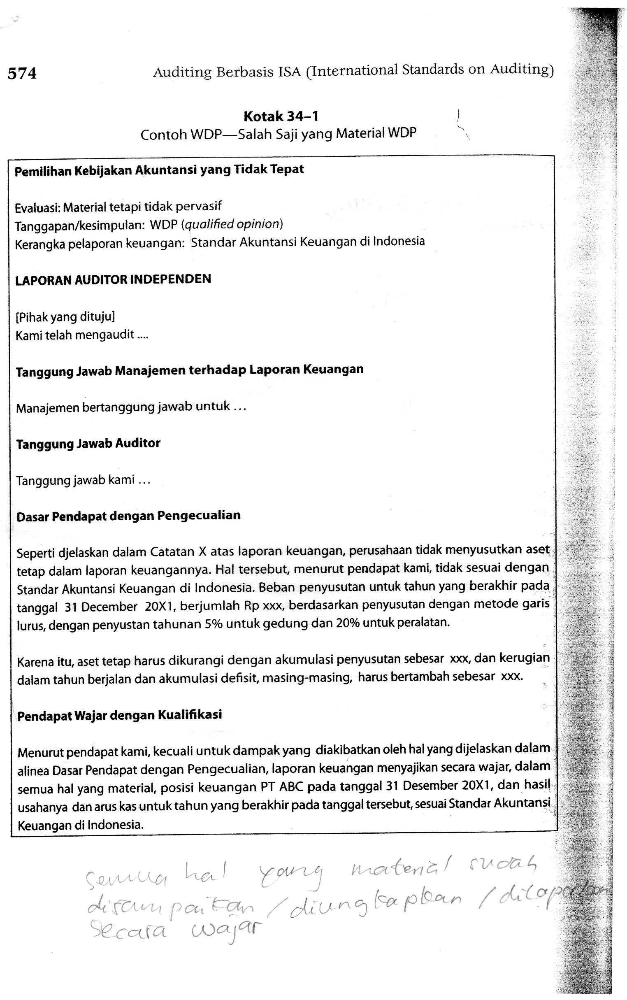 574 Auditing Berbasis ISA (International Standards on Auditing)
Kotak 34–1
Contoh WDP—Salah Saji yang Material WDP
Pemilihan Kebijakan Akuntansi yang Tidak Tepat
Evaluasi: Material tetapi tidak pervasif
Tanggapan/kesimpulan: WDP (qualified opinion)
Kerangka pelaporan keuangan: Standar Akuntansi Keuangan di Indonesia
LAPORAN AUDITOR INDEPENDEN
[Pihak yang dituju]
Kami telah mengaudit ....
Tanggung Jawab Manajemen terhadap Laporan Keuangan
Manajemen bertanggung jawab untuk ...
Tanggung Jawab Auditor
Tanggung jawab kami ...
Dasar Pendapat dengan Pengecualian
Seperti djelaskan dalam Catatan X atas laporan keuangan, perusahaan tidak menyusutkan aset
tetap dalam laporan keuangannya. Hal tersebut, menurut pendapat kami, tidak sesuai dengan
Standar Akuntansi Keuangan di Indonesia. Beban penyusutan untuk tahun yang berakhir pada
tanggal 31 December 20X1, berjumlah Rp xxx, berdasarkan penyusutan dengan metode garis
lurus, dengan penyustan tahunan 5% untuk gedung dan 20% untuk peralatan.
Karena itu, aset tetap harus dikurangi dengan akumulasi penyusutan sebesar xxx, dan kerugian
dalam tahun berjalan dan akumulasi defisit, masing-masing, harus bertambah sebesar xxx.
Pendapat Wajar dengan Kualifikasi
Menurut pendapat kami, kecuali untuk dampak yang diakibatkan oleh hal yang dijelaskan dalam
alinea Dasar Pendapat dengan Pengecualian, laporan keuangan menyajikan secara wajar, dalam
semua hal yang material, posisi keuangan PT ABC pada tanggal 31 Desember 20X1, dan hasil
usahanya dan arus kas untuk tahun yang berakhir pada tanggal tersebut, sesuai Standar Akuntansi
Keuangan di Indonesia.
semua hal yang material sudah
disampaikan / diungkapkan / dilaporkan
secara wajar